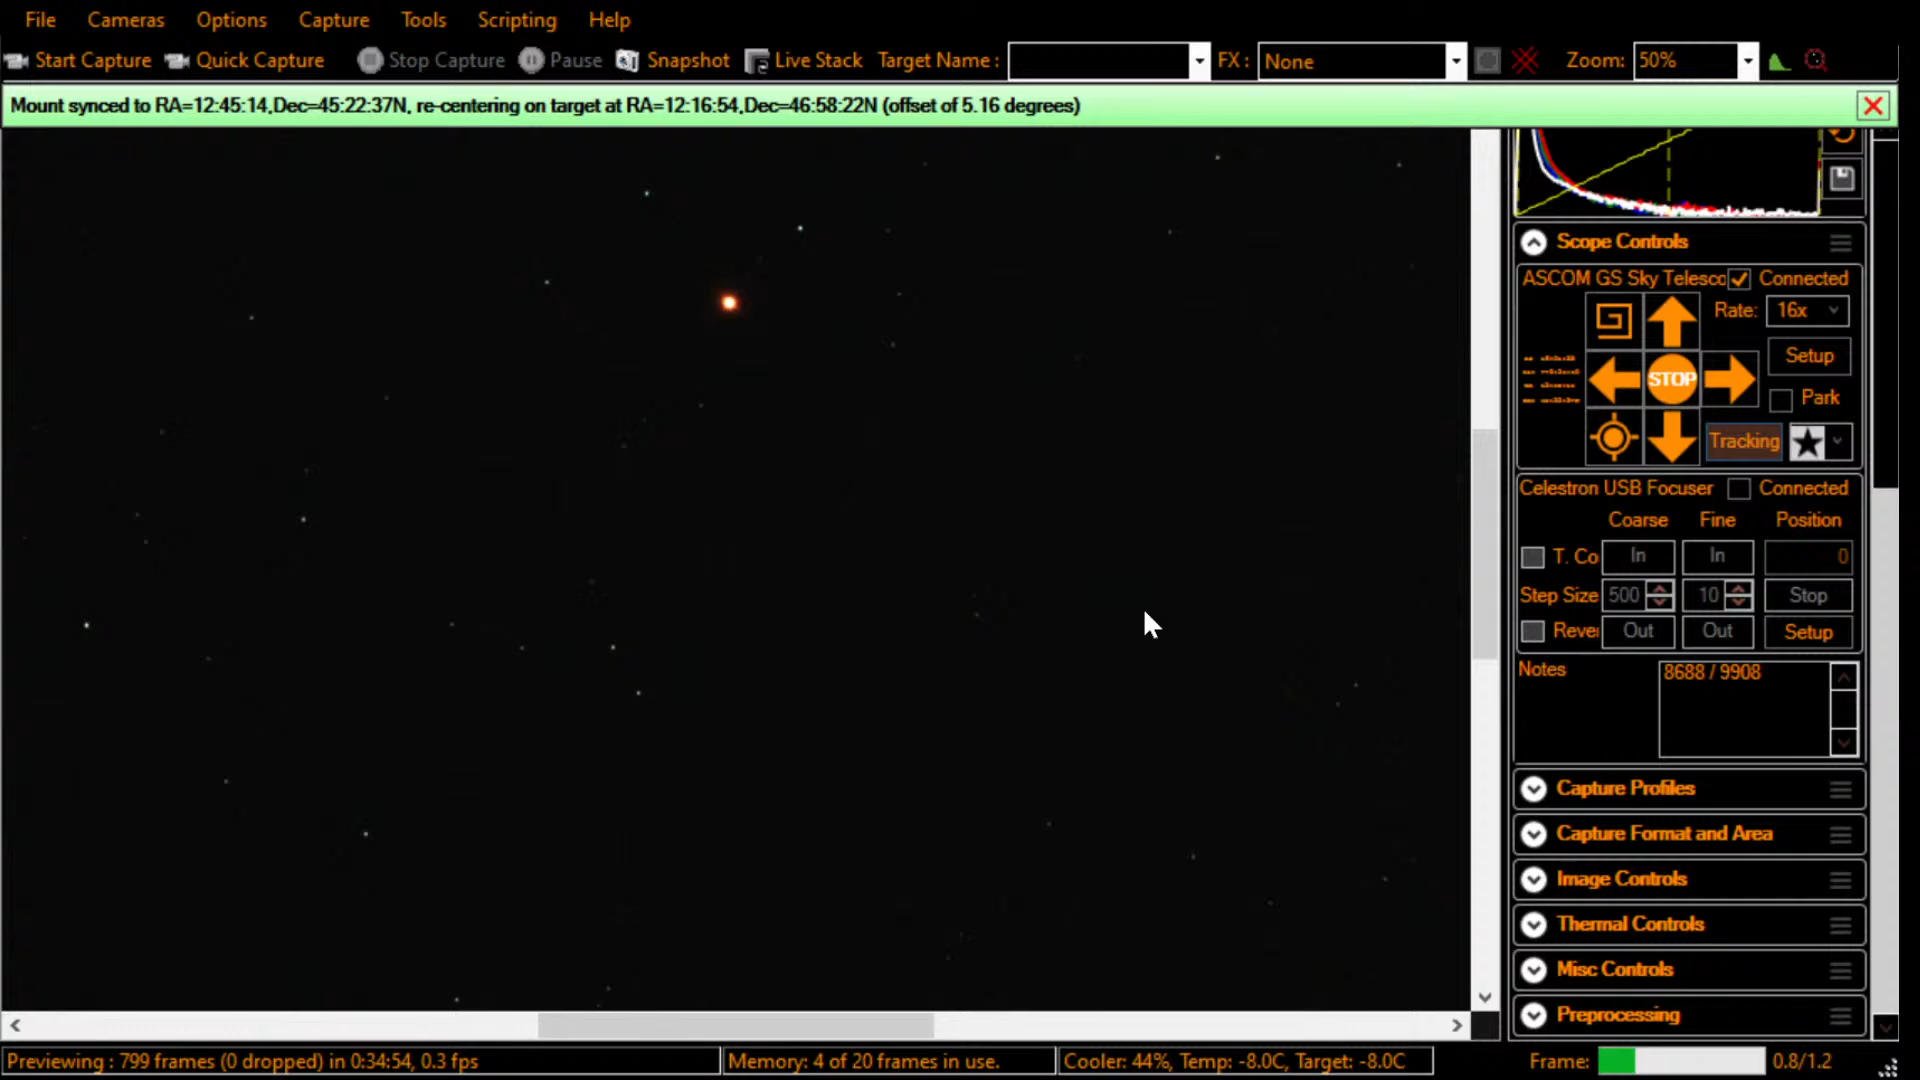 File Cameras Options Capture Tools Scripting Help
Start Capture Quick Capture Stop Capture Pause Snapshot Live Stack Target Name : FX : None Zoom: 50%
Mount synced to RA=12:45:14,Dec=45:22:37N, re-centering on target at RA=12:16:54,Dec=46:58:22N (offset of 5.16 degrees)
Scope Controls
ASCOM GS Sky Telesco Connected
Rate: 16x
Setup
STOP
Park
Tracking
Celestron USB Focuser Connected
Coarse Fine Position
T. Co In In 0
Step Size 500 10 Stop
Rever Out Out Setup
Notes 8688 / 9908
Capture Profiles
Capture Format and Area
Image Controls
Thermal Controls
Misc Controls
Preprocessing
Previewing : 799 frames (0 dropped) in 0:34:54, 0.3 fps Memory: 4 of 20 frames in use. Cooler: 44%, Temp: -8.0C, Target: -8.0C Frame: 0.8/1.2